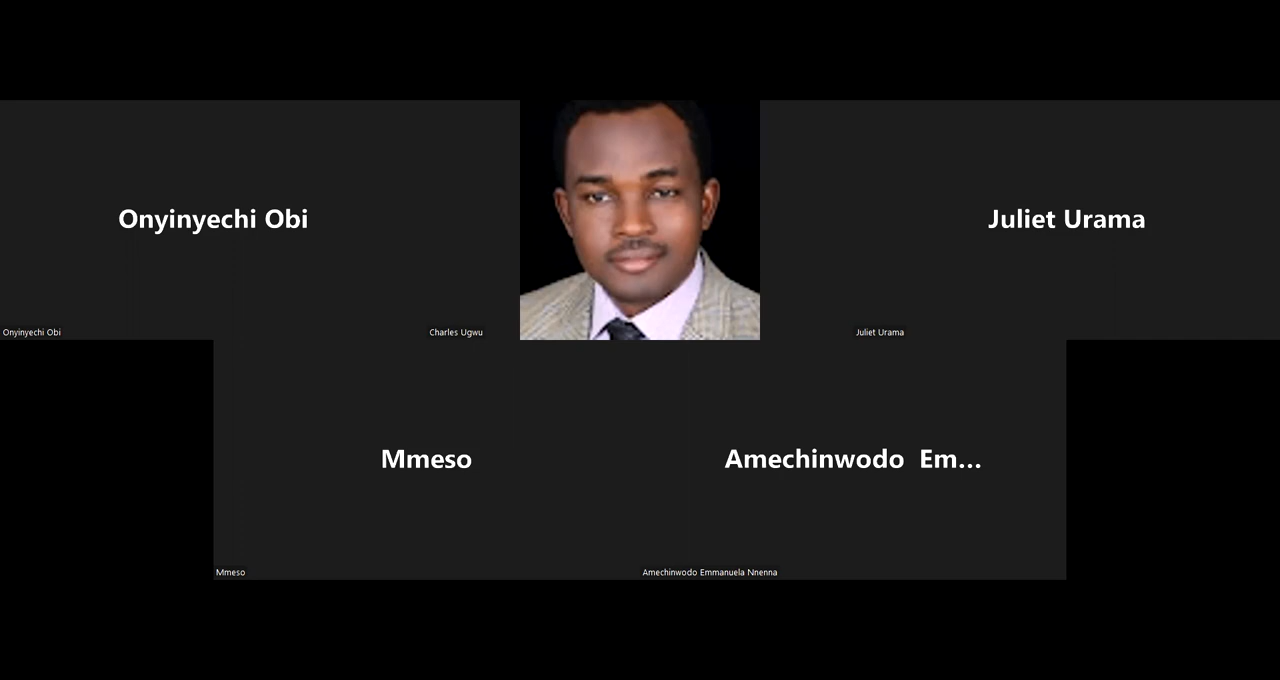 Onyinyechi Obi
Juliet Urama
Onyinyechi Obi
Charles Ugwu
Juliet Urama
Mmeso
Amechinwodo Em...
Mmeso
Amechinwodo Emmanuela Nnenna